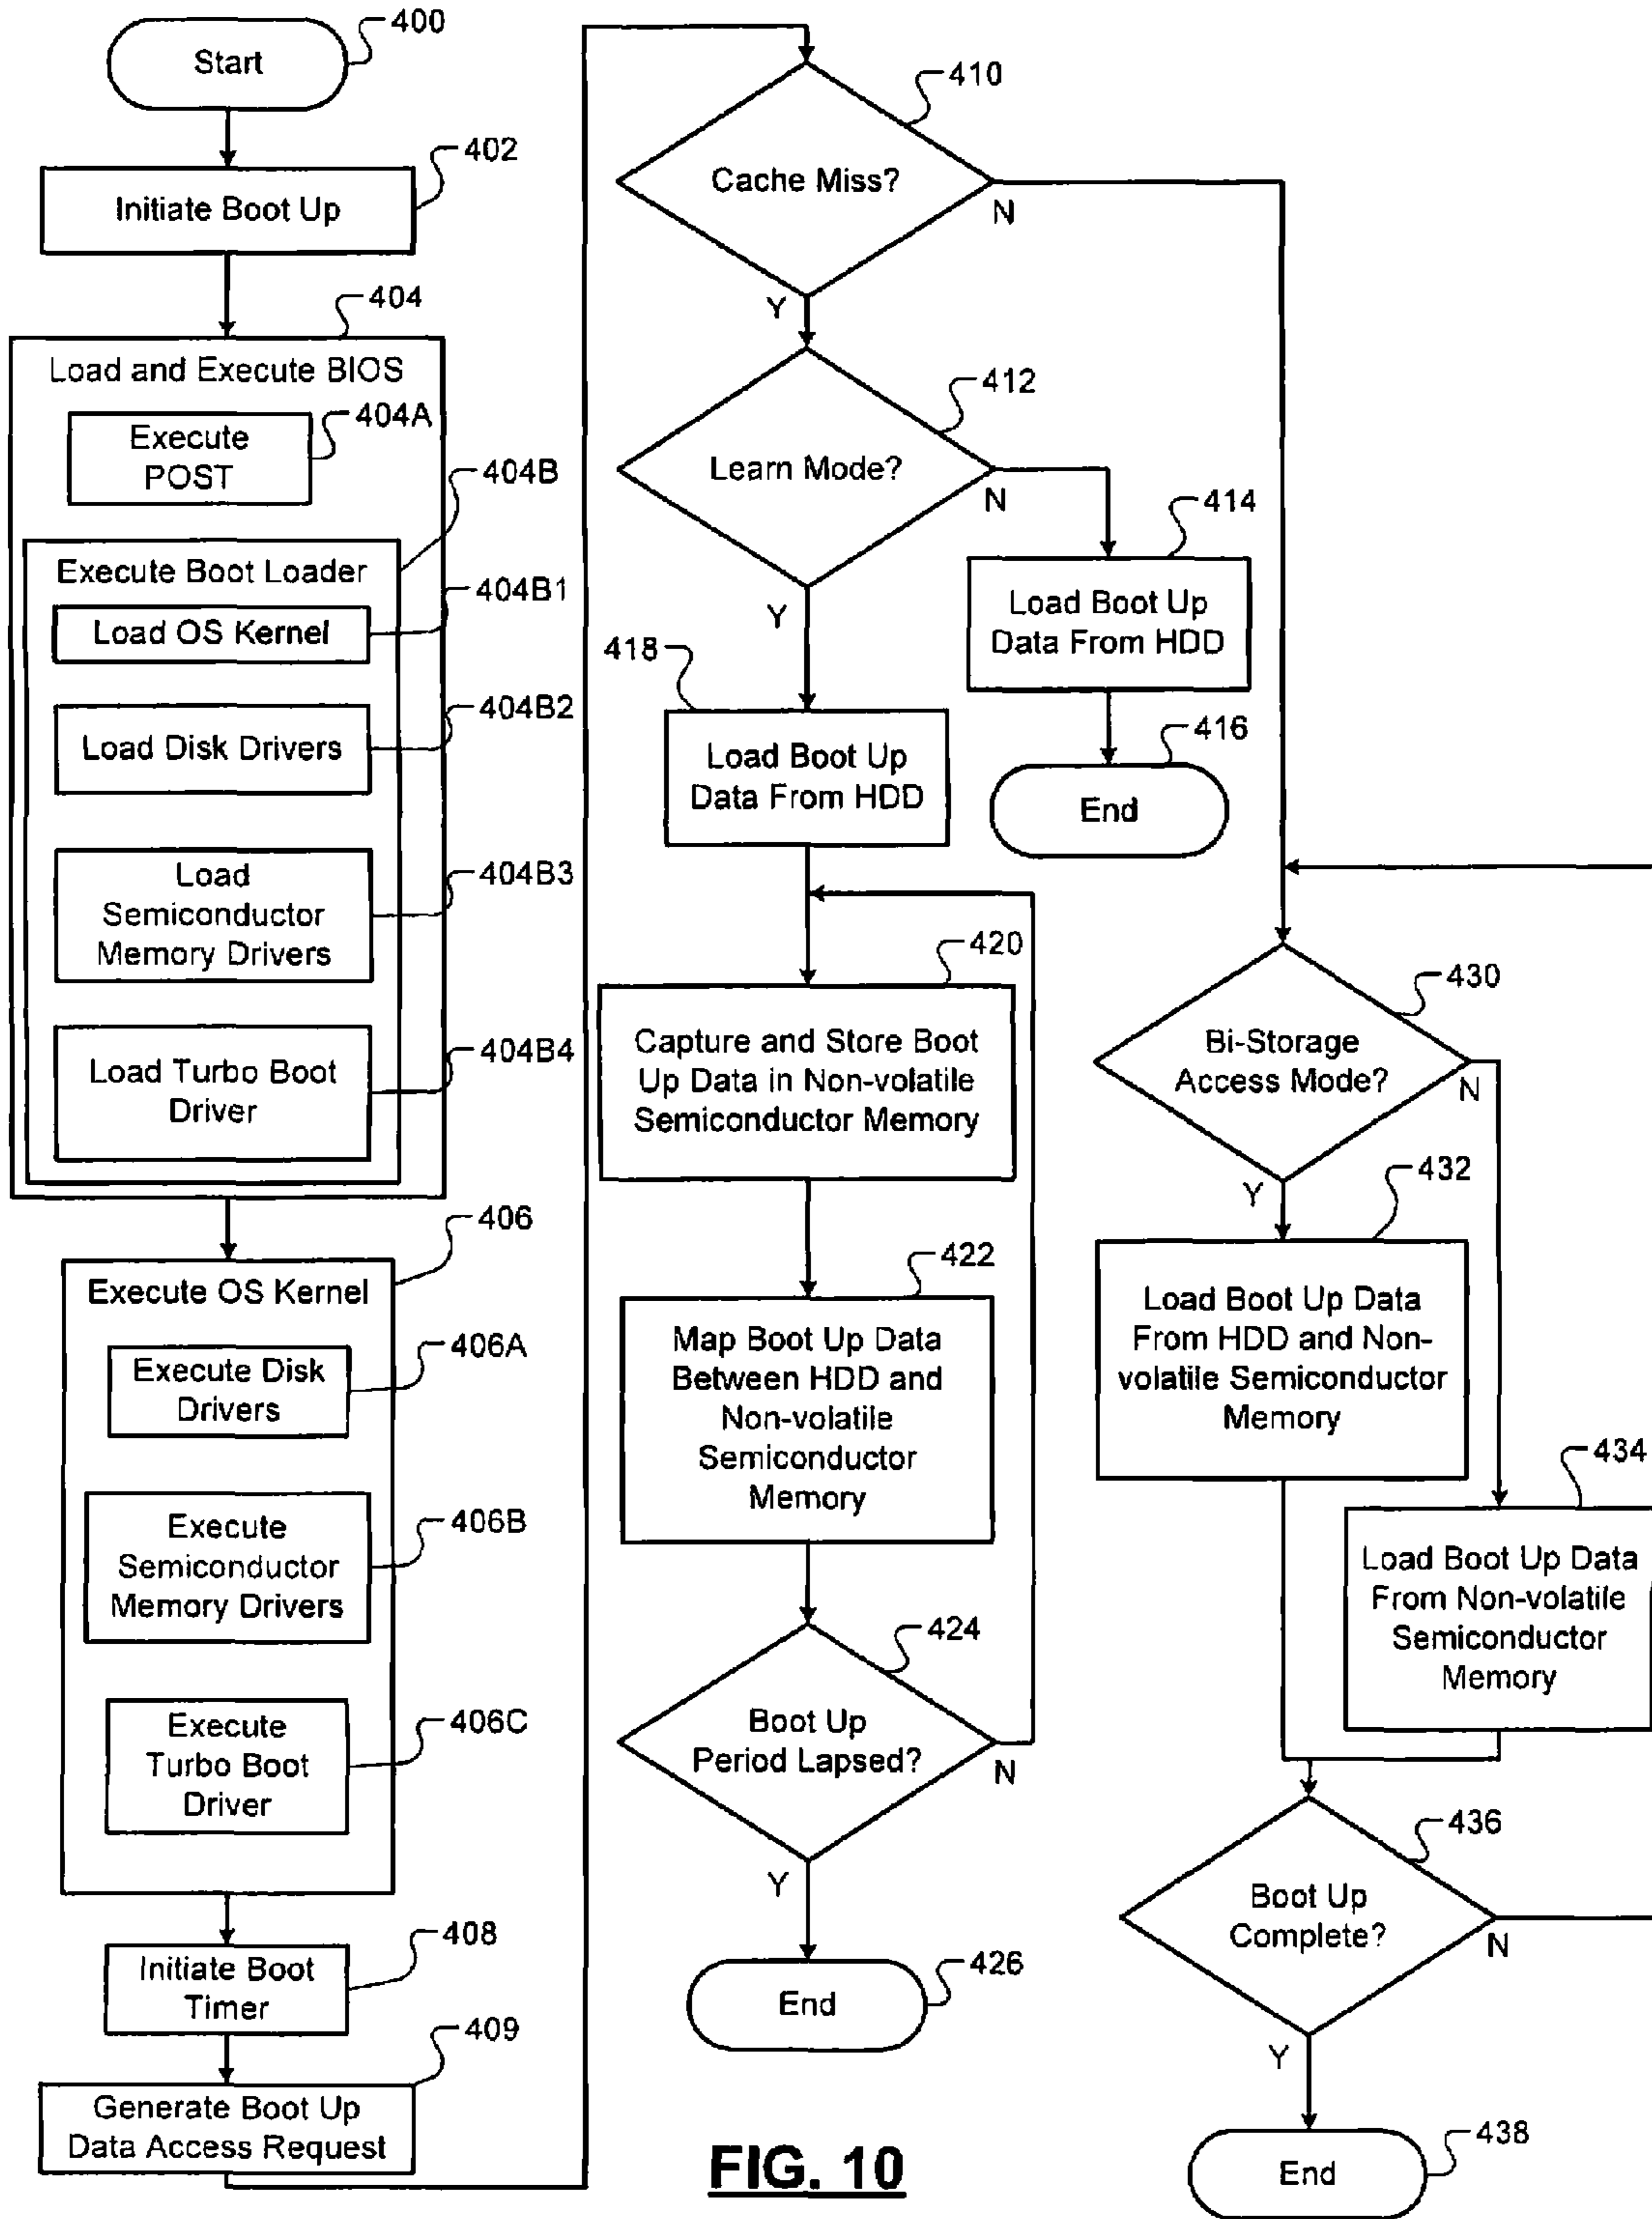 400
Start
402
Initiate Boot Up
404
Load and Execute BIOS
404A
Execute
POST
404B
Execute Boot Loader
404B1
Load OS Kernel
404B2
Load Disk Drivers
404B3
Load
Semiconductor
Memory Drivers
404B4
Load Turbo Boot
Driver
406
Execute OS Kernel
406A
Execute Disk
Drivers
406B
Execute
Semiconductor
Memory Drivers
406C
Execute
Turbo Boot
Driver
408
Initiate Boot
Timer
409
Generate Boot Up
Data Access Request
410
Cache Miss?
N
Y
412
Learn Mode?
N
Y
414
Load Boot Up
Data From HDD
416
End
418
Load Boot Up
Data From HDD
420
Capture and Store Boot
Up Data in Non-volatile
Semiconductor Memory
422
Map Boot Up Data
Between HDD and
Non-volatile
Semiconductor
Memory
424
Boot Up
Period Lapsed?
N
Y
426
End
430
Bi-Storage
Access Mode?
N
Y
432
Load Boot Up Data
From HDD and Non-
volatile Semiconductor
Memory
434
Load Boot Up Data
From Non-volatile
Semiconductor
Memory
436
Boot Up
Complete?
N
Y
438
End
FIG. 10